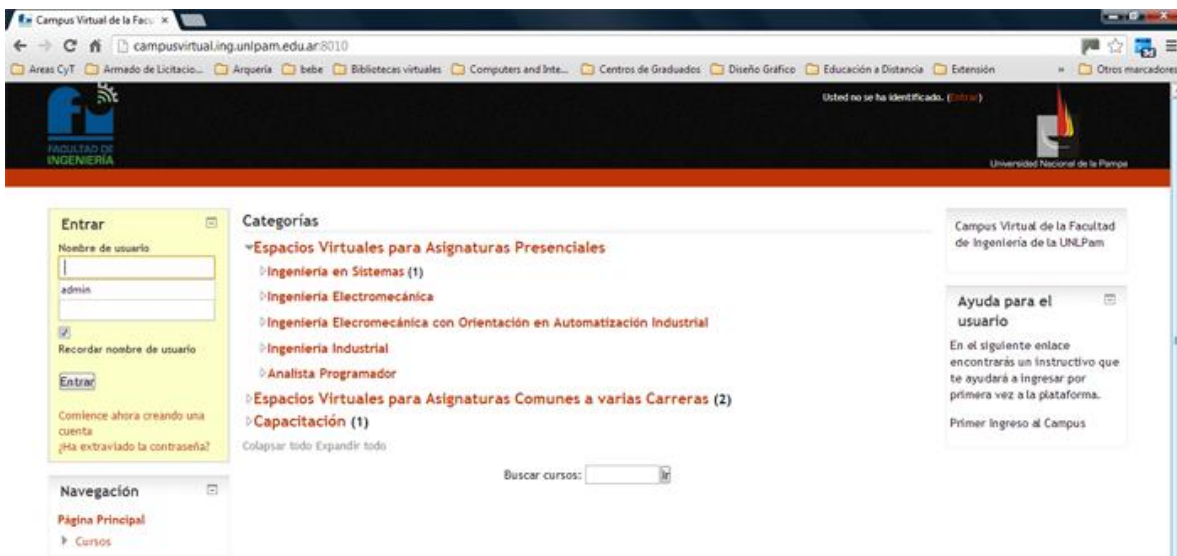 Campus Virtual de la Facu
campusvirtual.ing.unlpam.edu.ar:8010
Areas CyT Armado de Licitacio... Arquería bebe Bibliotecas virtuales Computers and Inte... Centros de Graduados Diseño Gráfico Educación a Distancia Extensión » Otros marcadores
Usted no se ha identificado. (Entrar)
FACULTAD DE
INGENIERÍA
Universidad Nacional de la Pampa
Entrar
Nombre de usuario
admin
Recordar nombre de usuario
Entrar
Comience ahora creando una
cuenta
¿Ha extraviado la contraseña?
Navegación
Página Principal
Cursos
Categorías
Espacios Virtuales para Asignaturas Presenciales
Ingeniería en Sistemas (1)
Ingeniería Electromecánica
Ingeniería Elecromecánica con Orientación en Automatización Industrial
Ingeniería Industrial
Analista Programador
Espacios Virtuales para Asignaturas Comunes a varias Carreras (2)
Capacitación (1)
Colapsar todo Expandir todo
Buscar cursos: Ir
Campus Virtual de la Facultad
de Ingeniería de la UNLPam
Ayuda para el
usuario
En el siguiente enlace
encontrarás un instructivo que
te ayudará a ingresar por
primera vez a la plataforma.
Primer Ingreso al Campus